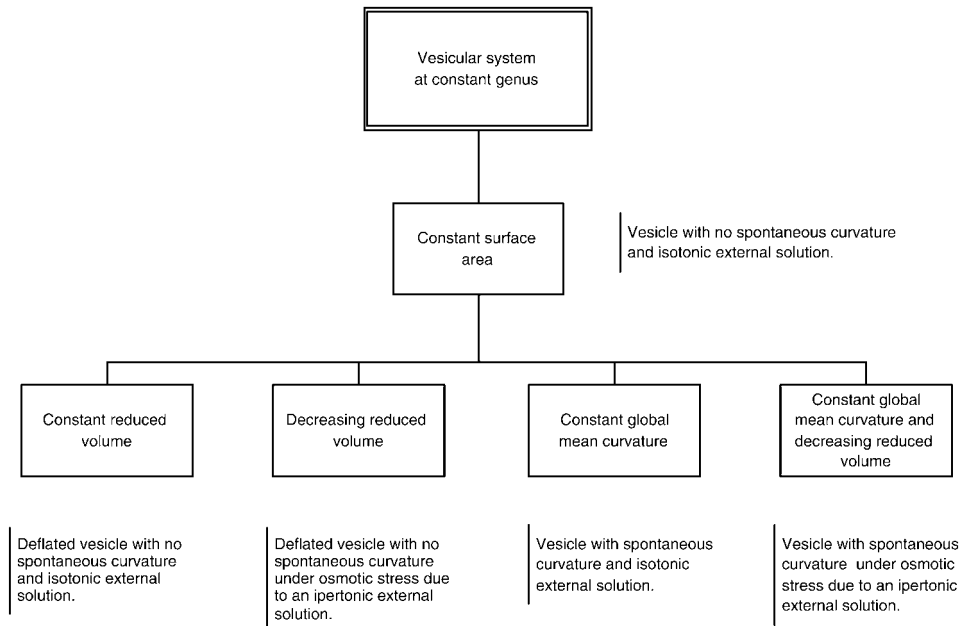 Vesicular system
at constant genus
Constant surface
area
Vesicle with no spontaneous curvature
and isotonic external solution.
Constant reduced
volume
Decreasing reduced
volume
Constant global
mean curvature
Constant global
mean curvature and
decreasing reduced
volume
Deflated vesicle with no
spontaneous curvature
and isotonic external
solution.
Deflated vesicle with no
spontaneous curvature
under osmotic stress due
to an ipertonic external
solution.
Vesicle with spontaneous
curvature and isotonic
external solution.
Vesicle with spontaneous
curvature under osmotic
stress due to an ipertonic
external solution.